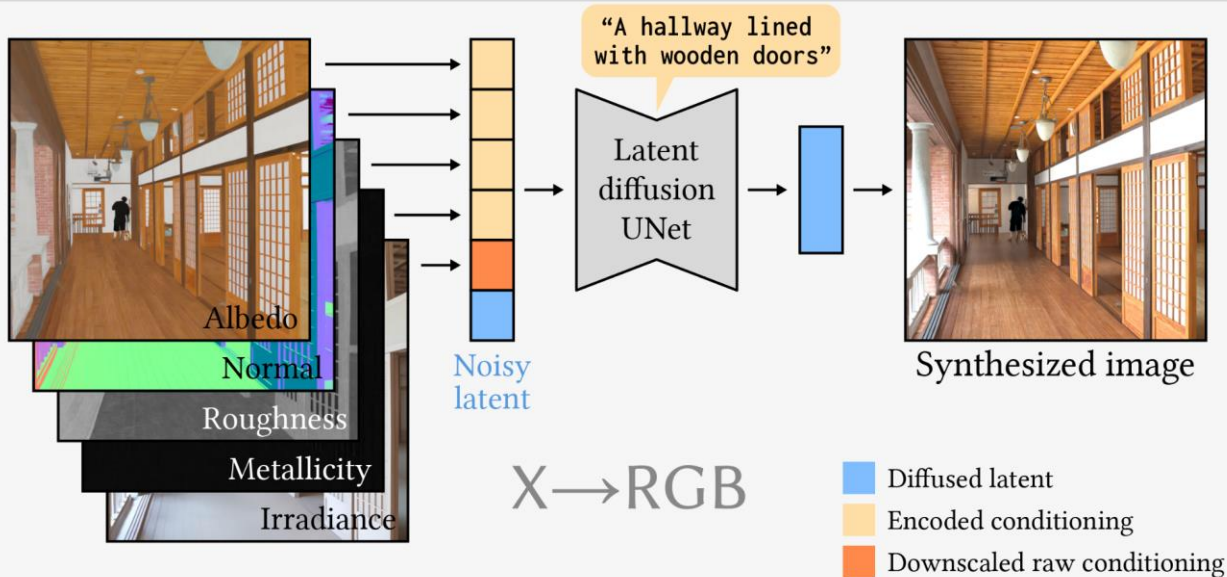 “A hallway lined
with wooden doors”
Albedo
Normal
Roughness
Metallicity
Irradiance
Noisy
latent
Latent
diffusion
UNet
Synthesized image
X→RGB
Diffused latent
Encoded conditioning
Downscaled raw conditioning